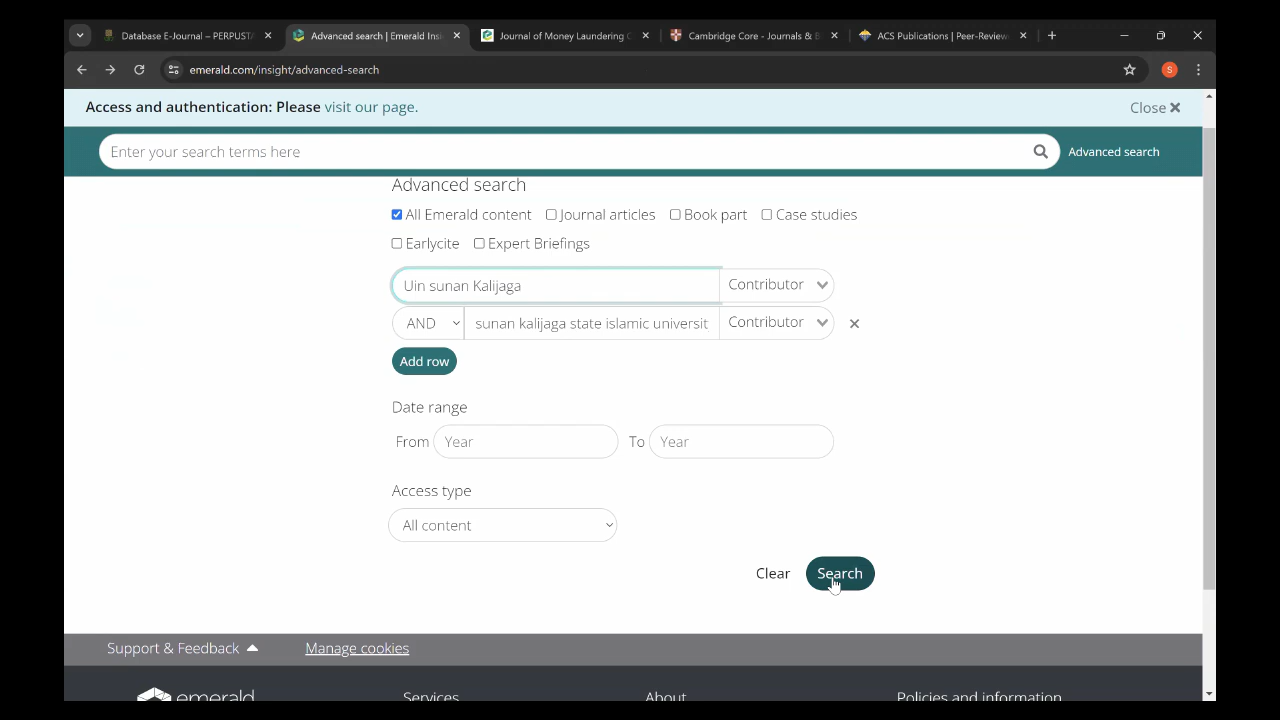 Database E-Journal – PERPUST
Advanced search | Emerald Insi
Journal of Money Laundering C
Cambridge Core - Journals & B
ACS Publications | Peer-Review
emerald.com/insight/advanced-search
S
Access and authentication: Please visit our page.
Close
Enter your search terms here
Advanced search
Advanced search
All Emerald content
Journal articles
Book part
Case studies
Earlycite
Expert Briefings
Uin sunan Kalijaga
Contributor
AND
sunan kalijaga state islamic universit
Contributor
Add row
Date range
From
Year
To
Year
Access type
All content
Clear
Search
Support & Feedback
Manage cookies
emerald
Services
About
Policies and information